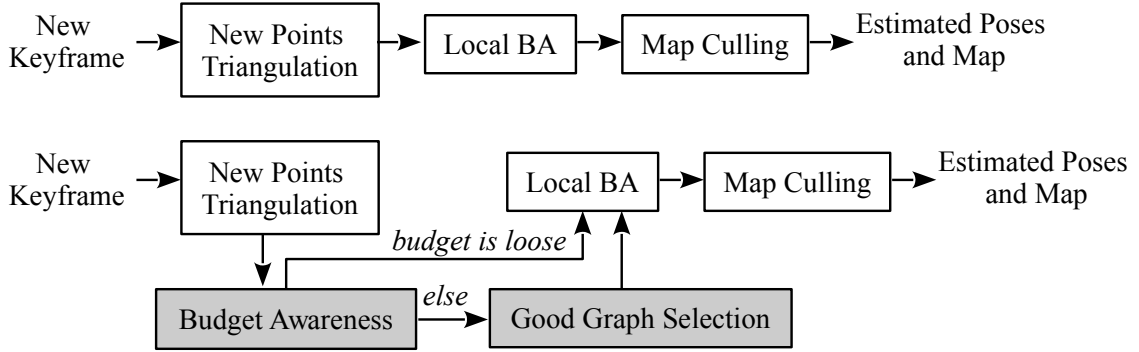 New
Keyframe
New Points
Triangulation
Local BA
Map Culling
Estimated Poses
and Map
New
Keyframe
New Points
Triangulation
Local BA
Map Culling
Estimated Poses
and Map
budget is loose
Budget Awareness
else
Good Graph Selection